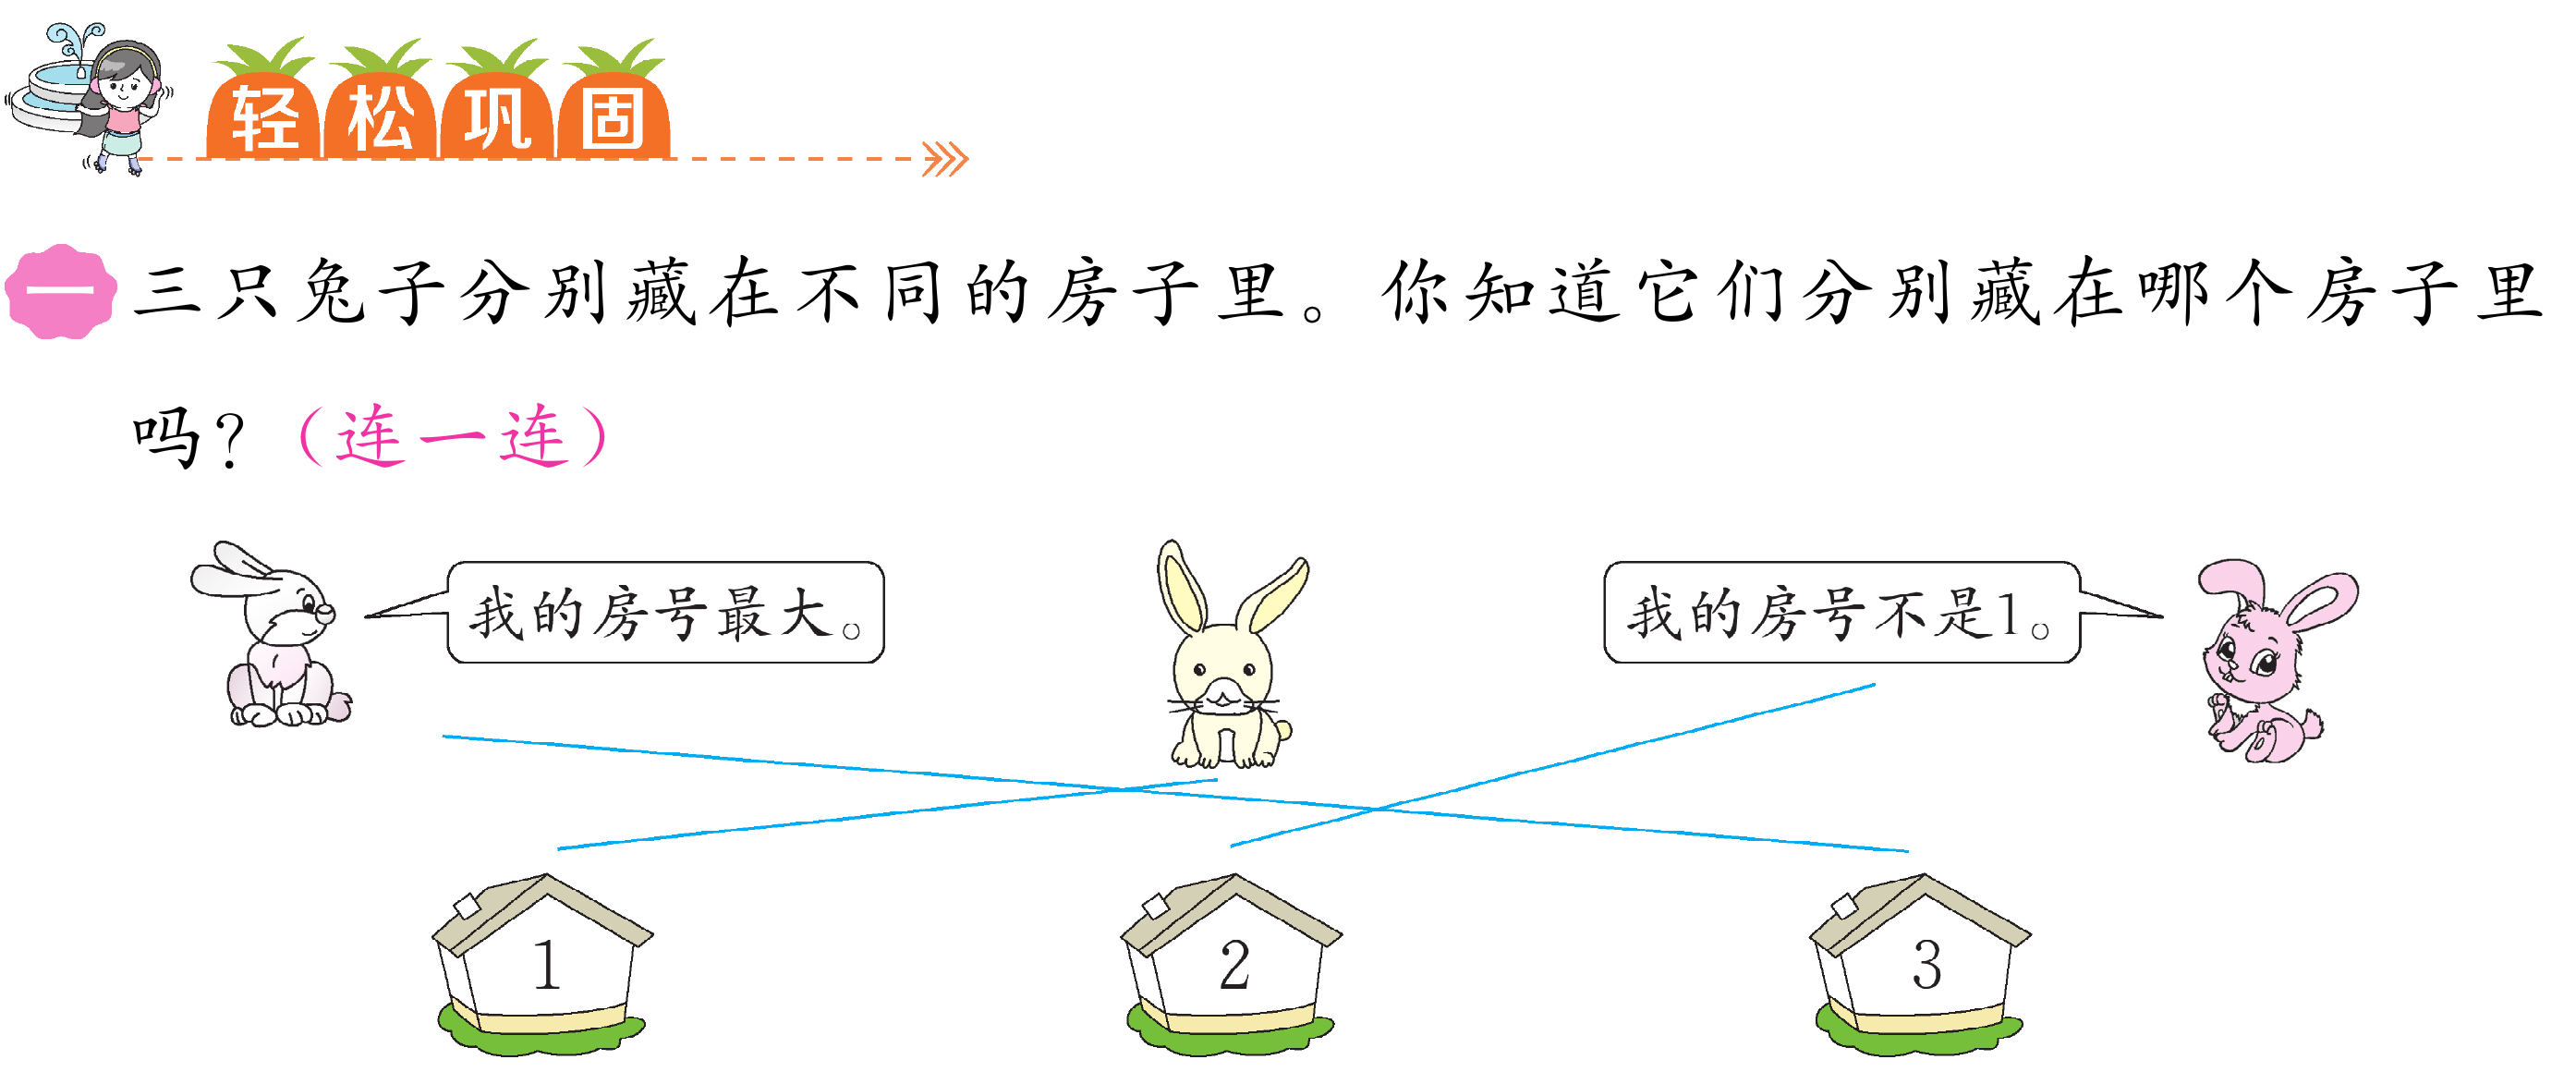 轻松巩固
一 三只兔子分别藏在不同的房子里。你知道它们分别藏在哪个房子里
吗？（连一连）
我的房号最大。
我的房号不是1。
1
2
3